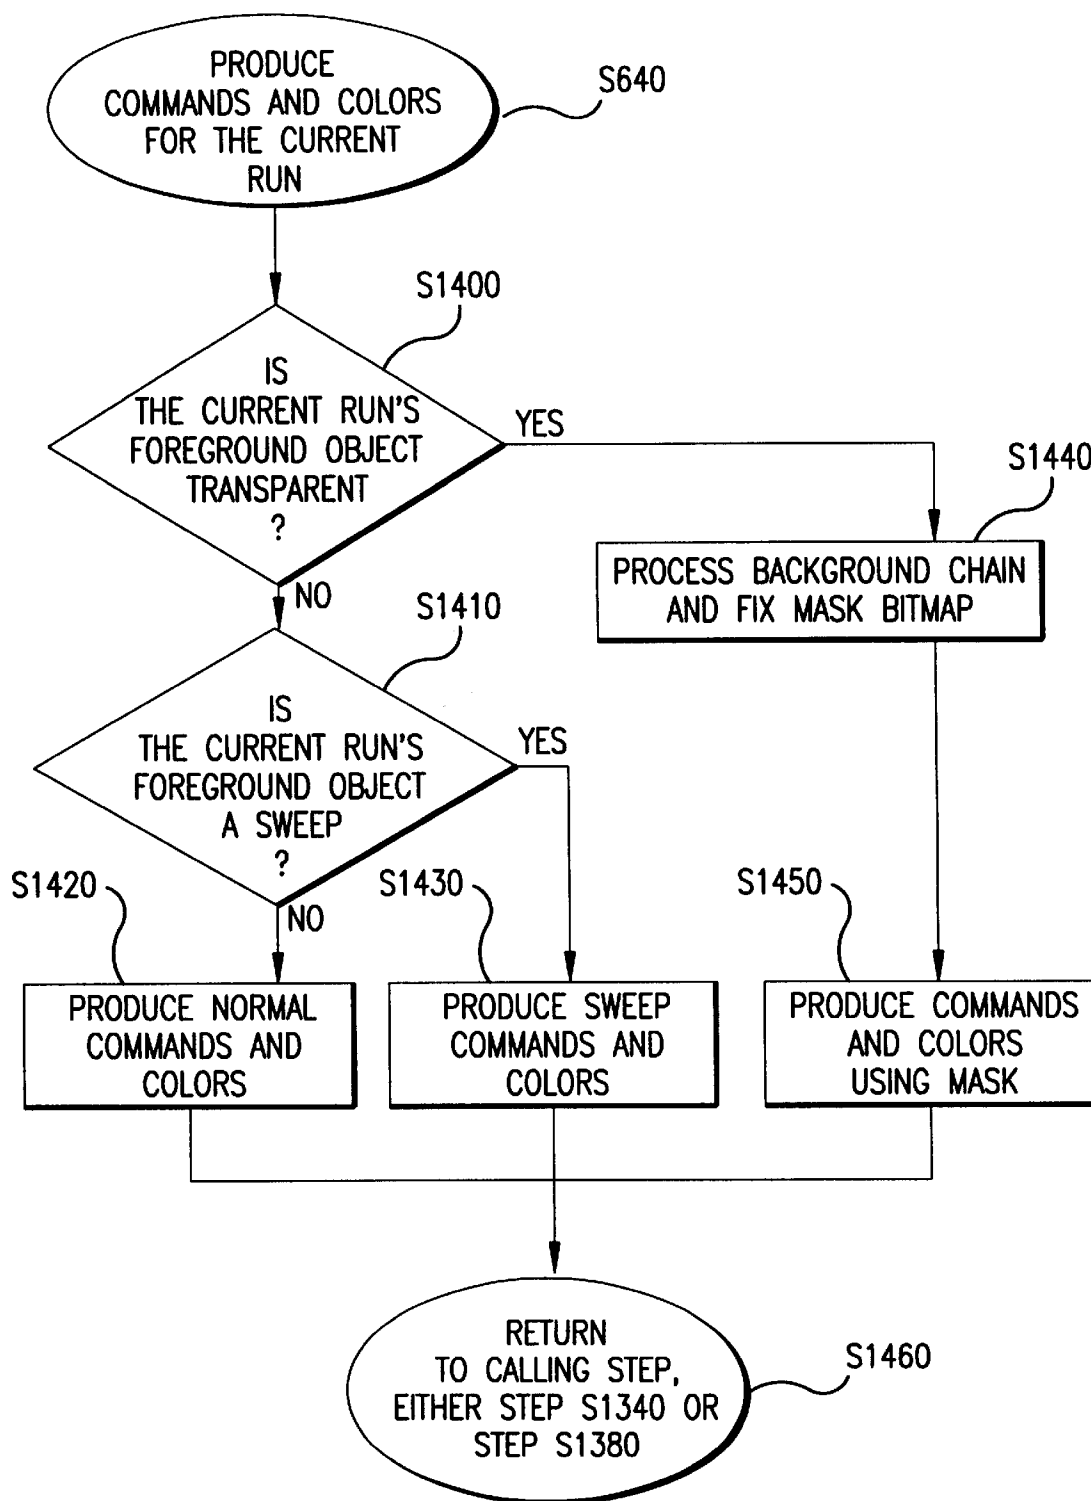 PRODUCE
COMMANDS AND COLORS
FOR THE CURRENT
RUN
S640
S1400
IS
THE CURRENT RUN'S
FOREGROUND OBJECT
TRANSPARENT
?
YES
NO
S1440
PROCESS BACKGROUND CHAIN
AND FIX MASK BITMAP
S1410
IS
THE CURRENT RUN'S
FOREGROUND OBJECT
A SWEEP
?
YES
NO
S1420
PRODUCE NORMAL
COMMANDS AND
COLORS
S1430
PRODUCE SWEEP
COMMANDS AND
COLORS
S1450
PRODUCE COMMANDS
AND COLORS
USING MASK
RETURN
TO CALLING STEP,
EITHER STEP S1340 OR
STEP S1380
S1460